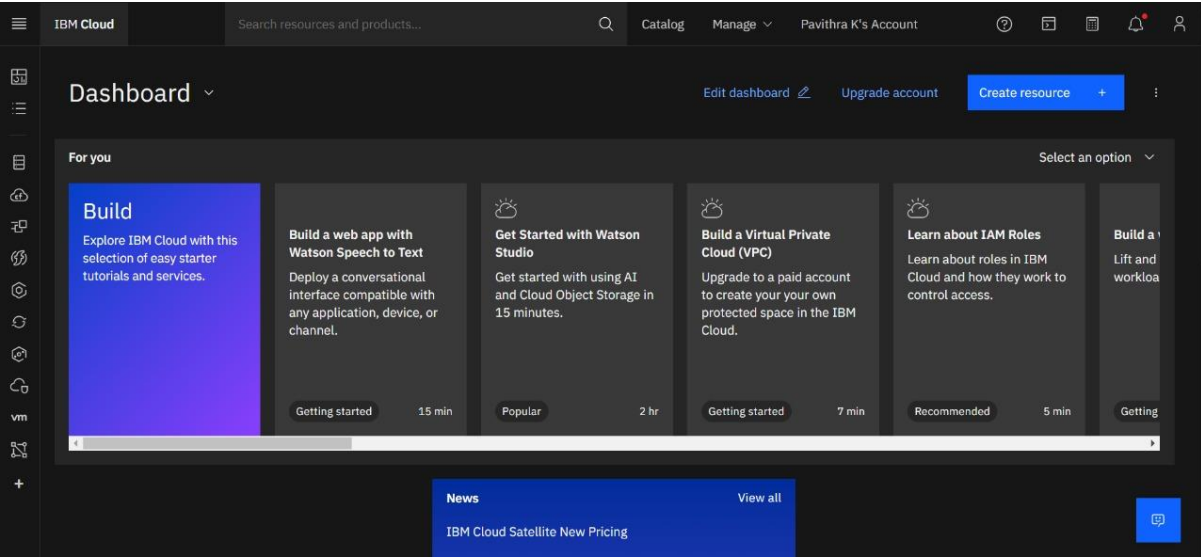 IBM Cloud
Search resources and products...
Catalog
Manage
Pavithra K's Account
Dashboard
Edit dashboard
Upgrade account
Create resource +
For you
Select an option
Build
Explore IBM Cloud with this
selection of easy starter
tutorials and services.
Build a web app with
Watson Speech to Text
Deploy a conversational
interface compatible with
any application, device, or
channel.
Getting started
15 min
Get Started with Watson
Studio
Get started with using AI
and Cloud Object Storage in
15 minutes.
Popular
2 hr
Build a Virtual Private
Cloud (VPC)
Upgrade to a paid account
to create your your own
protected space in the IBM
Cloud.
Getting started
7 min
Learn about IAM Roles
Learn about roles in IBM
Cloud and how they work to
control access.
Recommended
5 min
Build a
Lift and
workloa
Getting
vm
News
View all
IBM Cloud Satellite New Pricing